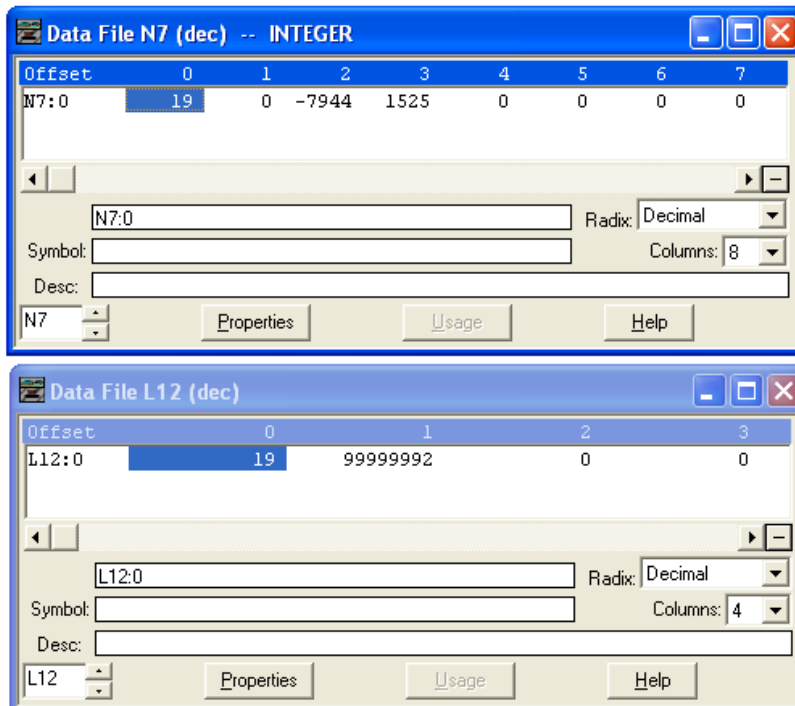 Data File N7 (dec) -- INTEGER
Offset 0 1 2 3 4 5 6 7
N7:0 19 0 -7944 1525 0 0 0 0
N7:0 Radix: Decimal
Symbol: Columns: 8
Desc:
N7 Properties Usage Help
Data File L12 (dec)
Offset 0 1 2 3
L12:0 19 99999992 0 0
L12:0 Radix: Decimal
Symbol: Columns: 4
Desc:
L12 Properties Usage Help